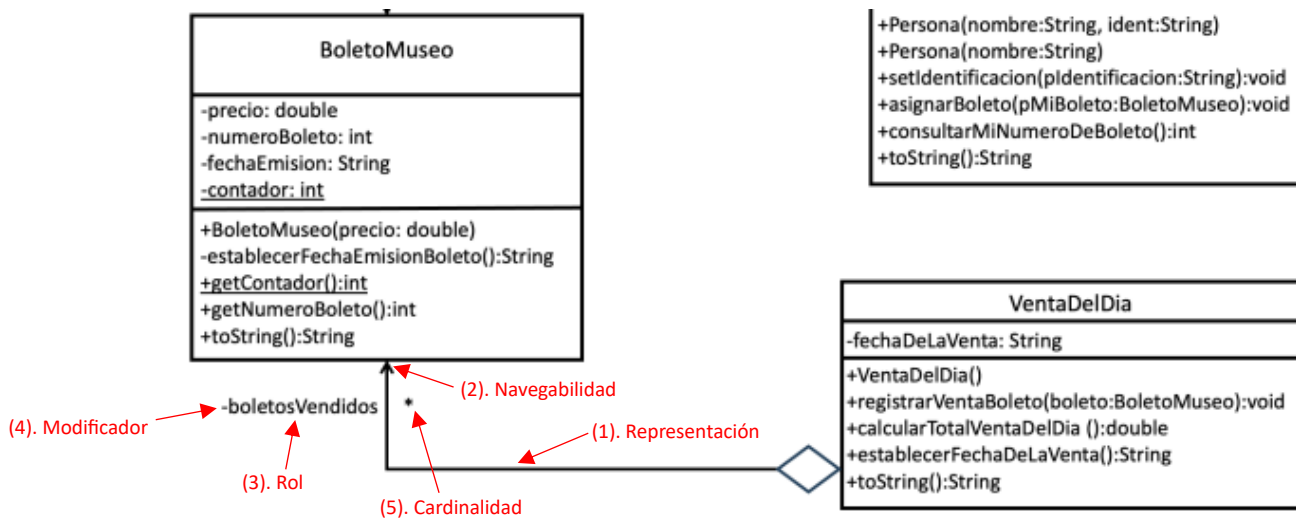 BoletoMuseo
-precio: double
-numeroBoleto: int
-fechaEmision: String
-contador: int
+BoletoMuseo(precio: double)
-establecerFechaEmisionBoleto():String
+getContador():int
+getNumeroBoleto():int
+toString():String
+Persona(nombre:String, ident:String)
+Persona(nombre:String)
+setIdentificacion(pIdentificacion:String):void
+asignarBoleto(pMiBoleto:BoletoMuseo):void
+consultarMiNumeroDeBoleto():int
+toString():String
VentaDelDia
-fechaDeLaVenta: String
+VentaDelDia()
+registrarVentaBoleto(boleto:BoletoMuseo):void
+calcularTotalVentaDelDia ():double
+establecerFechaDeLaVenta():String
+toString():String
(2). Navegabilidad
-boletosVendidos
*
(4). Modificador
(1). Representación
(3). Rol
(5). Cardinalidad